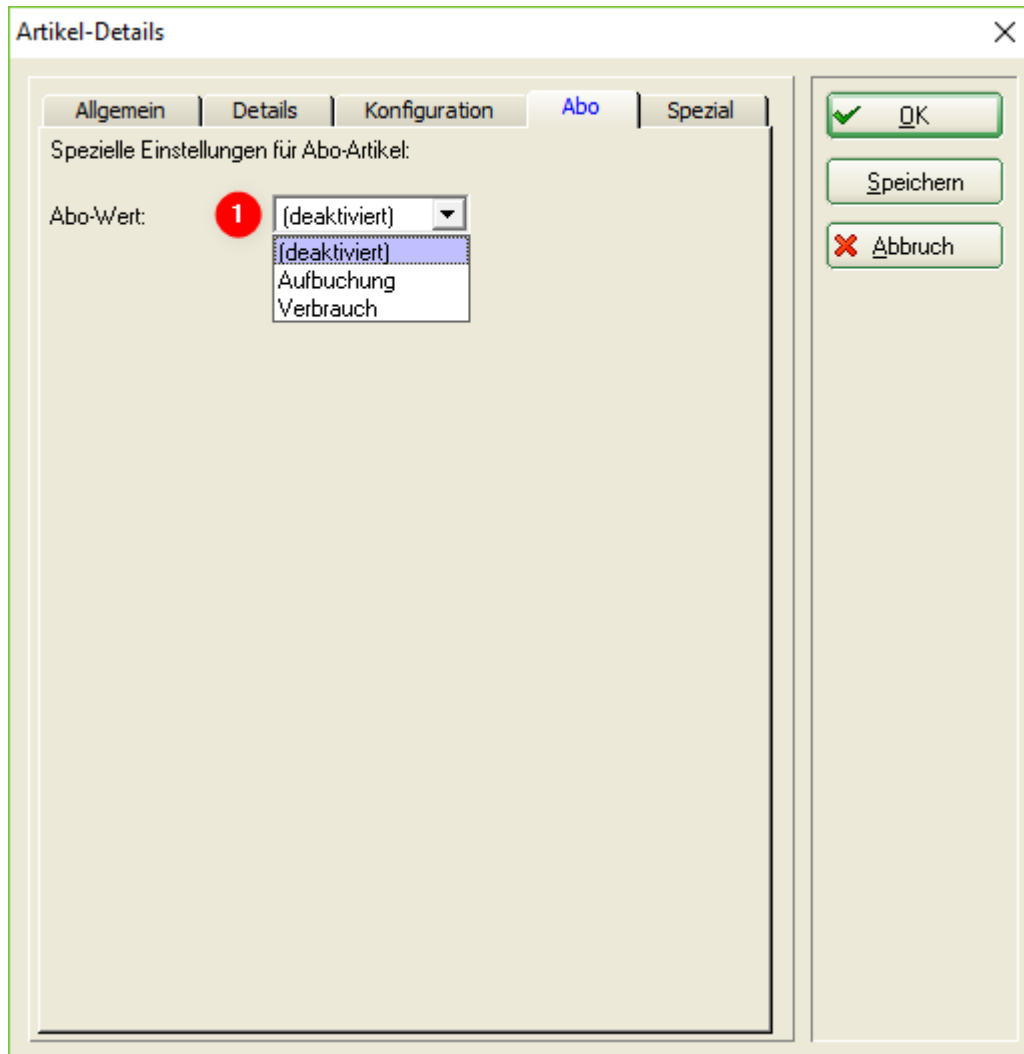 Artikel-Details
Allgemein Details Konfiguration Abo Spezial
Spezielle Einstellungen für Abo-Artikel:
Abo-Wert: 1 (deaktiviert)
(deaktiviert)
Aufbuchung
Verbrauch
OK
Speichern
Abbruch